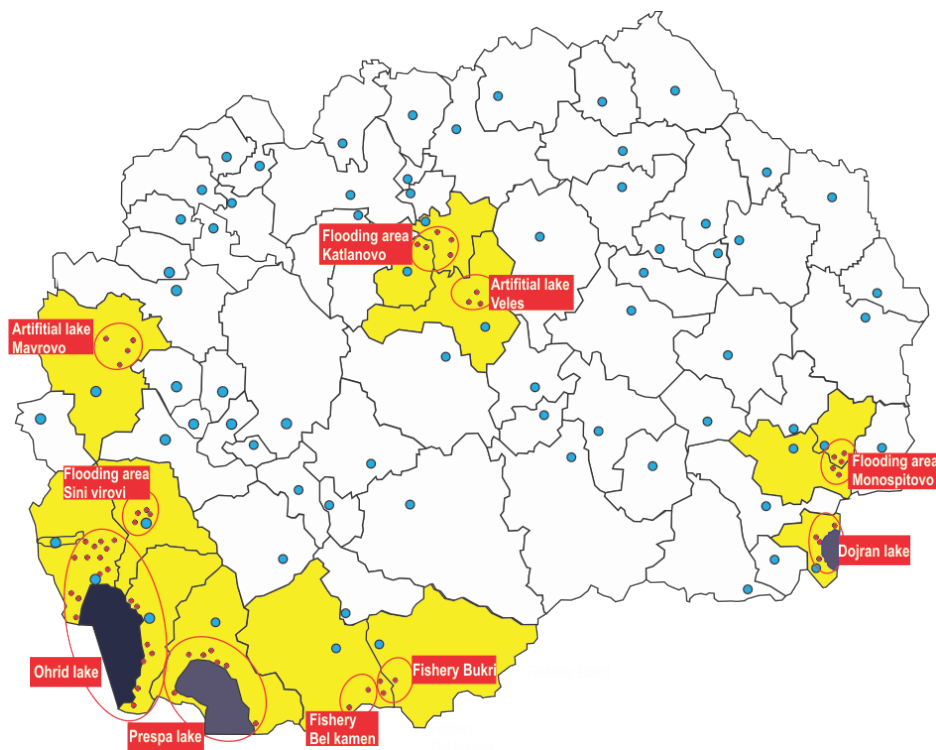 Flooding area
Katlanovo
Artifitial lake
Veles
Artifitial lake
Mavrovo
Flooding area
Sini virovi
Flooding area
Monospitovo
Dojran lake
Ohrid lake
Fishery Bukri
Prespa lake
Fishery
Bel kamen